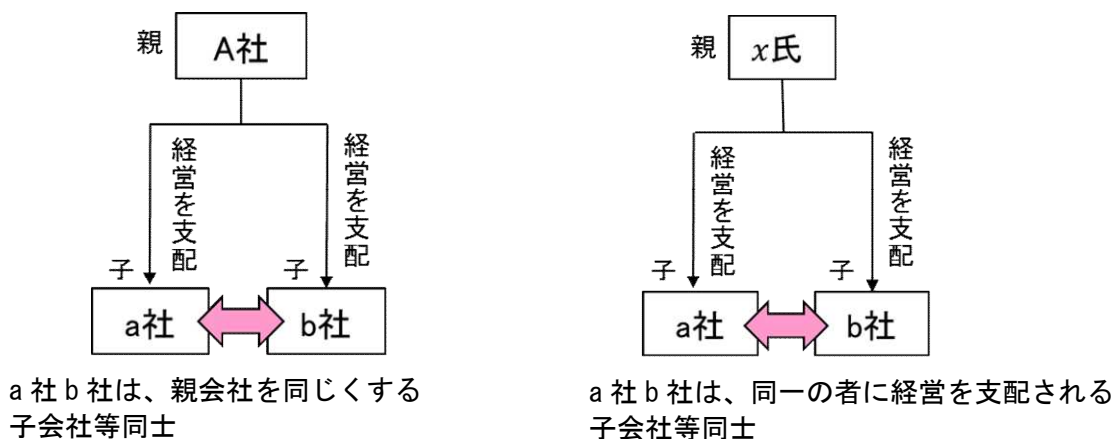 親
A社
経営を支配
経営を支配
子
子
a社
b社
a社b社は、親会社を同じくする
子会社等同士
親
x氏
経営を支配
経営を支配
子
子
a社
b社
a社b社は、同一の者に経営を支配される
子会社等同士